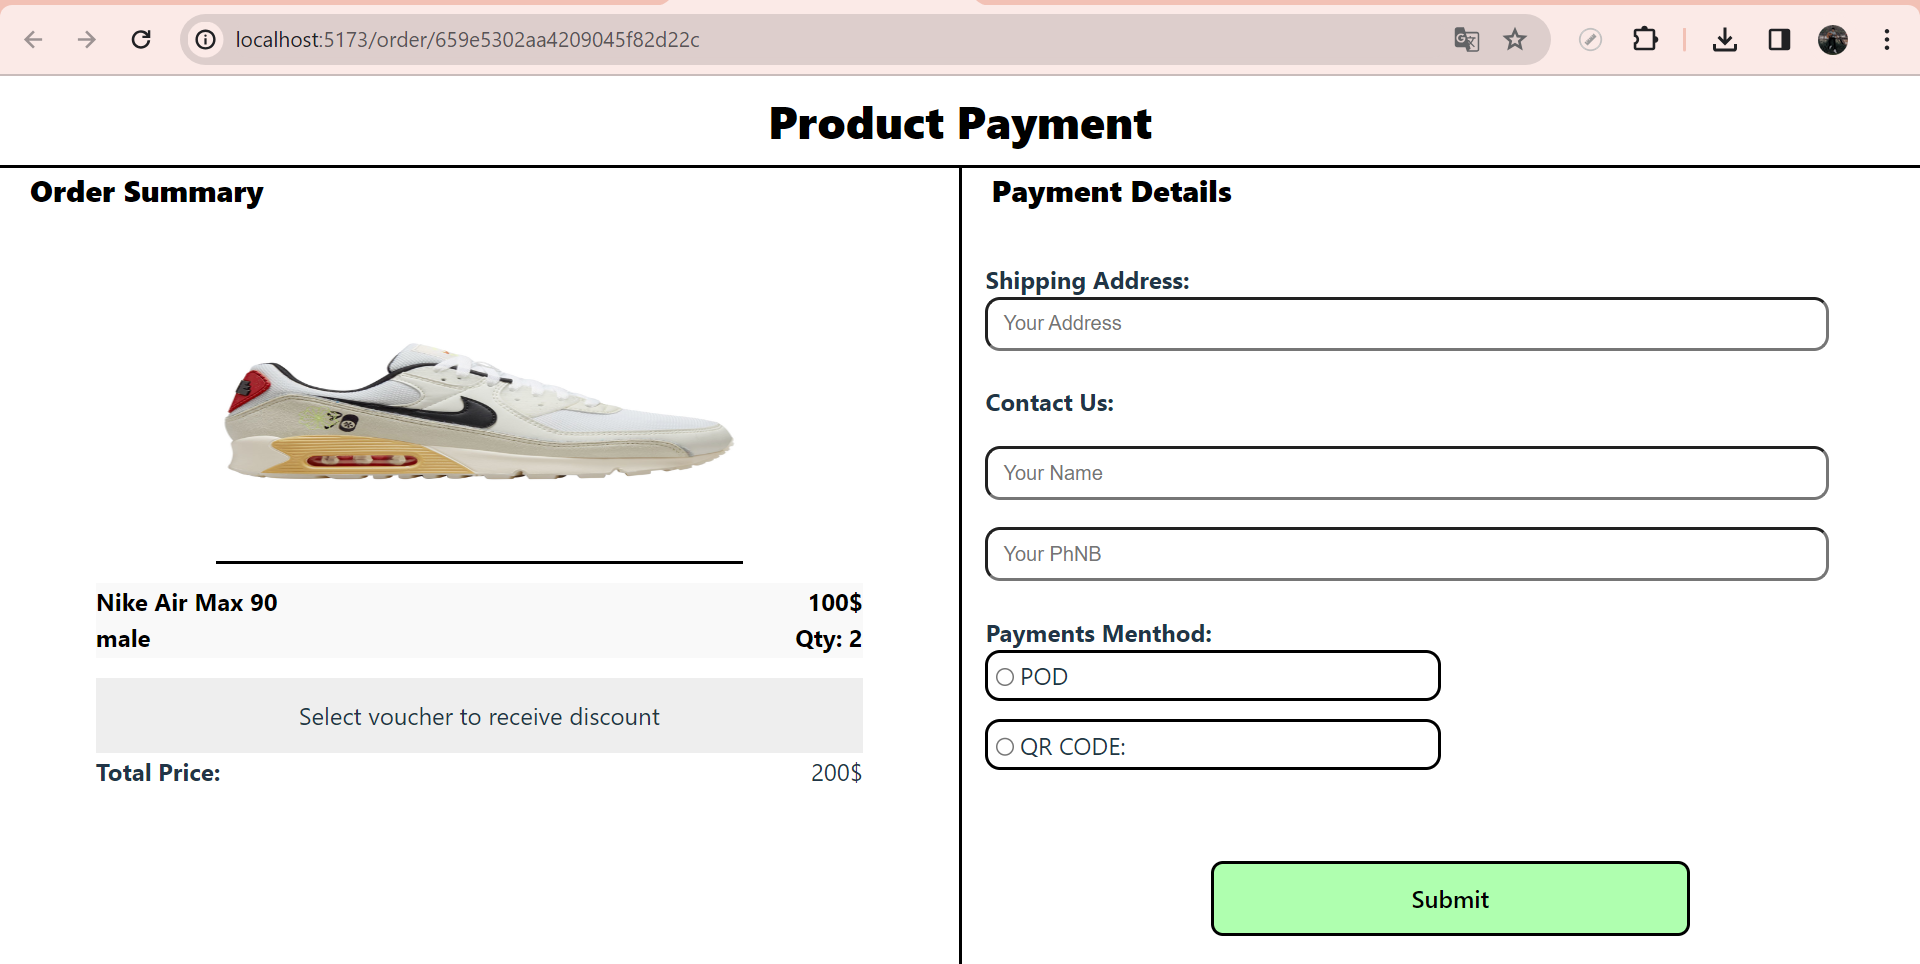 localhost:5173/order/659e5302aa4209045f82d22c
Product Payment
Order Summary
Nike Air Max 90 100$
male Qty: 2
Select voucher to receive discount
Total Price: 200$
Payment Details
Shipping Address:
Your Address
Contact Us:
Your Name
Your PhNB
Payments Menthod:
POD
QR CODE:
Submit